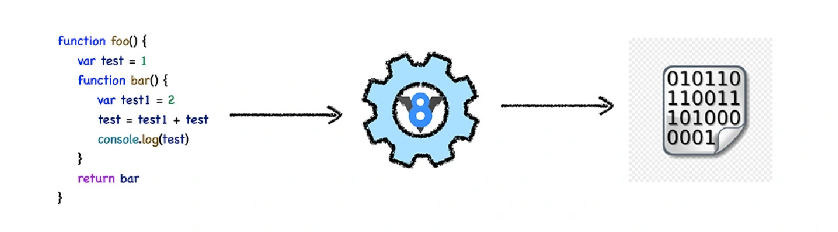 function foo() {
var test = 1
function bar() {
var test1 = 2
test = test1 + test
console.log(test)
}
return bar
}
8
010110
110011
101000
0001